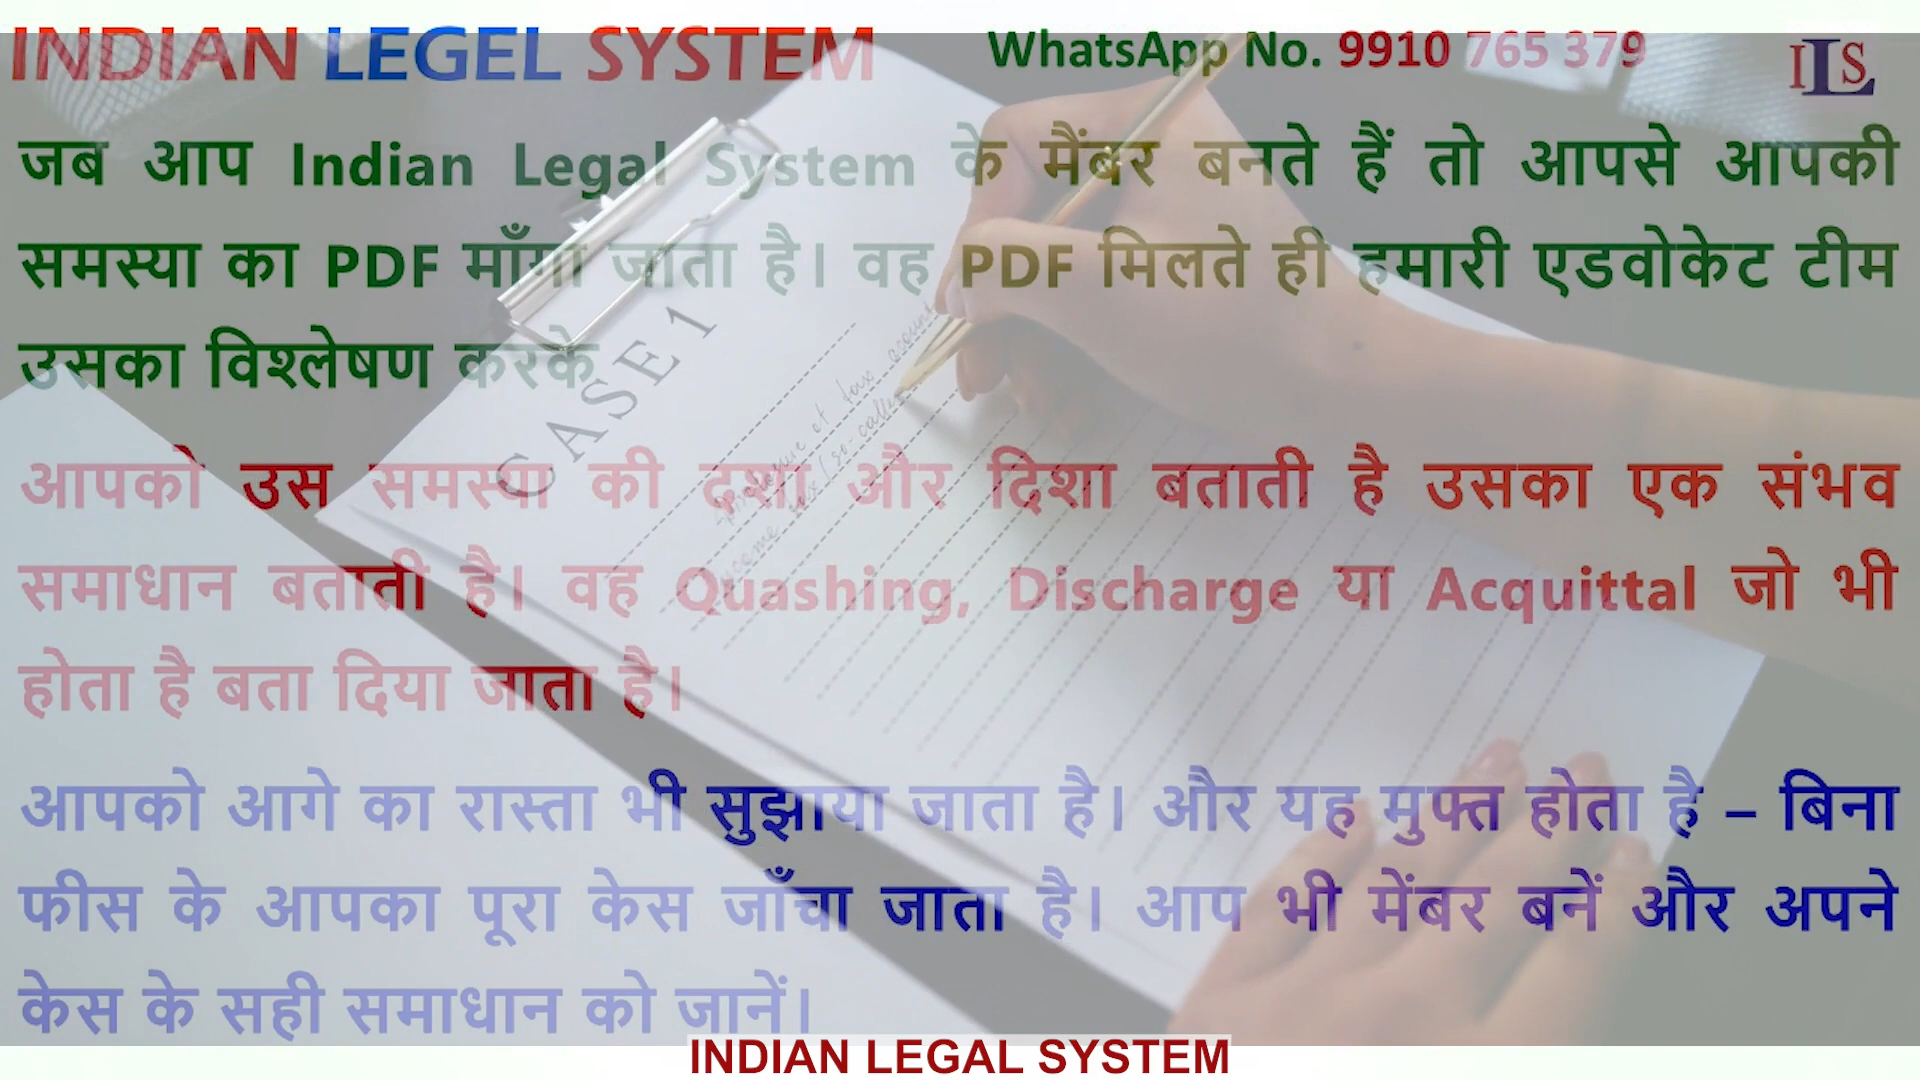 INDIAN LEGEL SYSTEM WhatsApp No. 9910 765 379 ILS
जब आप Indian Legal System के मैंबर बनते हैं तो आपसे आपकी
समस्या का PDF माँगा जाता है। वह PDF मिलते ही हमारी एडवोकेट टीम
उसका विश्लेषण करके
CASE 1
आपको उस समस्या की दशा और दिशा बताती है उसका एक संभव
समाधान बताती है। वह Quashing, Discharge या Acquittal जो भी
होता है बता दिया जाता है।
आपको आगे का रास्ता भी सुझाया जाता है। और यह मुफ्त होता है – बिना
फीस के आपका पूरा केस जाँचा जाता है। आप भी मेंबर बनें और अपने
केस के सही समाधान को जानें।
INDIAN LEGAL SYSTEM